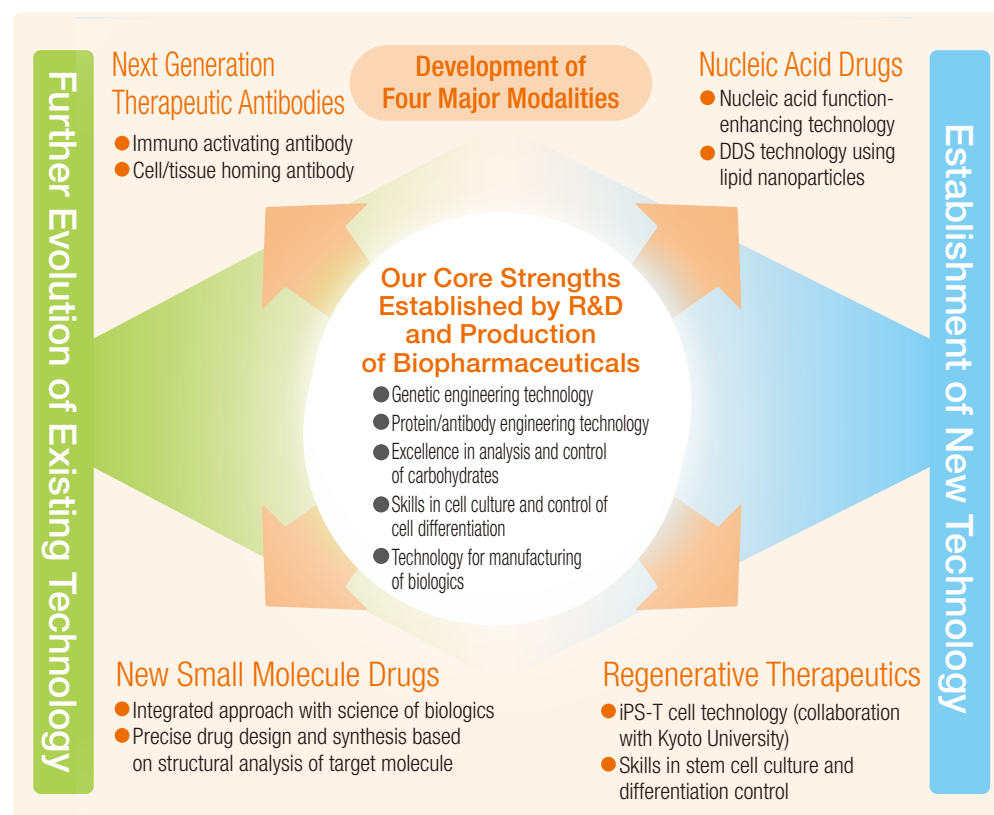 Development of
Four Major Modalities
Further Evolution of Existing Technology
Next Generation
Therapeutic Antibodies
Immuno activating antibody
Cell/tissue homing antibody
Nucleic Acid Drugs
Nucleic acid function-
enhancing technology
DDS technology using
lipid nanoparticles
Establishment of New Technology
Our Core Strengths
Established by R&D
and Production
of Biopharmaceuticals
Genetic engineering technology
Protein/antibody engineering technology
Excellence in analysis and control
of carbohydrates
Skills in cell culture and control of
cell differentiation
Technology for manufacturing
of biologics
New Small Molecule Drugs
Integrated approach with science of biologics
Precise drug design and synthesis based
on structural analysis of target molecule
Regenerative Therapeutics
iPS-T cell technology (collaboration
with Kyoto University)
Skills in stem cell culture and
differentiation control